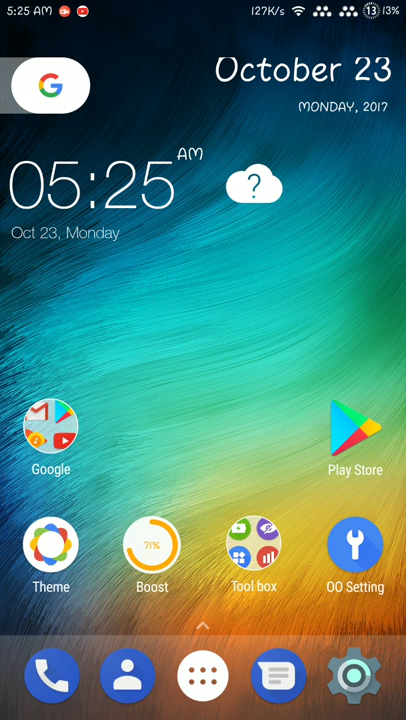 5:25 AM 127K/s 13 13%
October 23
MONDAY, 2017
05:25 AM
?
Oct 23, Monday
Google
Play Store
71%
Theme Boost Tool box OO Setting